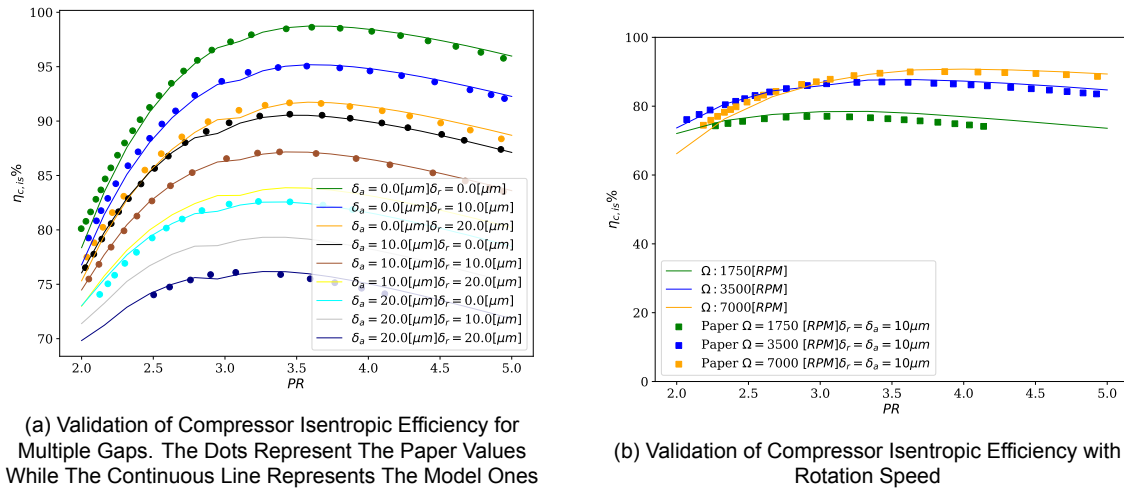 100
95
90
85
80
75
70
η_{c,is}%
2.0 2.5 3.0 3.5 4.0 4.5 5.0
PR
δ_a = 0.0[μm]δ_r = 0.0[μm]
δ_a = 0.0[μm]δ_r = 10.0[μm]
δ_a = 0.0[μm]δ_r = 20.0[μm]
δ_a = 10.0[μm]δ_r = 0.0[μm]
δ_a = 10.0[μm]δ_r = 10.0[μm]
δ_a = 10.0[μm]δ_r = 20.0[μm]
δ_a = 20.0[μm]δ_r = 0.0[μm]
δ_a = 20.0[μm]δ_r = 10.0[μm]
δ_a = 20.0[μm]δ_r = 20.0[μm]
(a) Validation of Compressor Isentropic Efficiency for
Multiple Gaps. The Dots Represent The Paper Values
While The Continuous Line Represents The Model Ones
100
80
60
40
20
0
η_{c,is}%
2.0 2.5 3.0 3.5 4.0 4.5 5.0
PR
Ω : 1750[RPM]
Ω : 3500[RPM]
Ω : 7000[RPM]
Paper Ω = 1750 [RPM]δ_r = δ_a = 10μm
Paper Ω = 3500 [RPM]δ_r = δ_a = 10μm
Paper Ω = 7000 [RPM]δ_r = δ_a = 10μm
(b) Validation of Compressor Isentropic Efficiency with
Rotation Speed